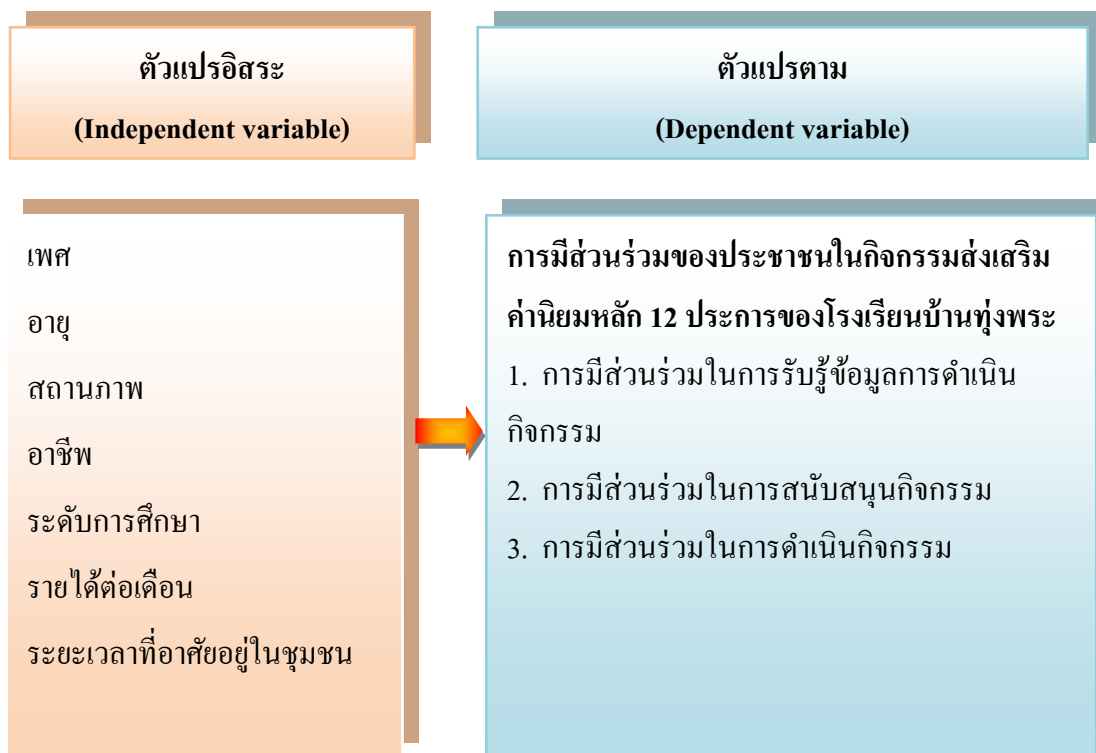 ตัวแปรอิสระ
(Independent variable)
ตัวแปรตาม
(Dependent variable)
เพศ
อายุ
สถานภาพ
อาชีพ
ระดับการศึกษา
รายได้ต่อเดือน
ระยะเวลาที่อาศัยอยู่ในชุมชน
การมีส่วนร่วมของประชาชนในกิจกรรมส่งเสริม
ค่านิยมหลัก 12 ประการของโรงเรียนบ้านทุ่งพระ
1. การมีส่วนร่วมในการรับรู้ข้อมูลการดำเนิน
กิจกรรม
2. การมีส่วนร่วมในการสนับสนุนกิจกรรม
3. การมีส่วนร่วมในการดำเนินกิจกรรม